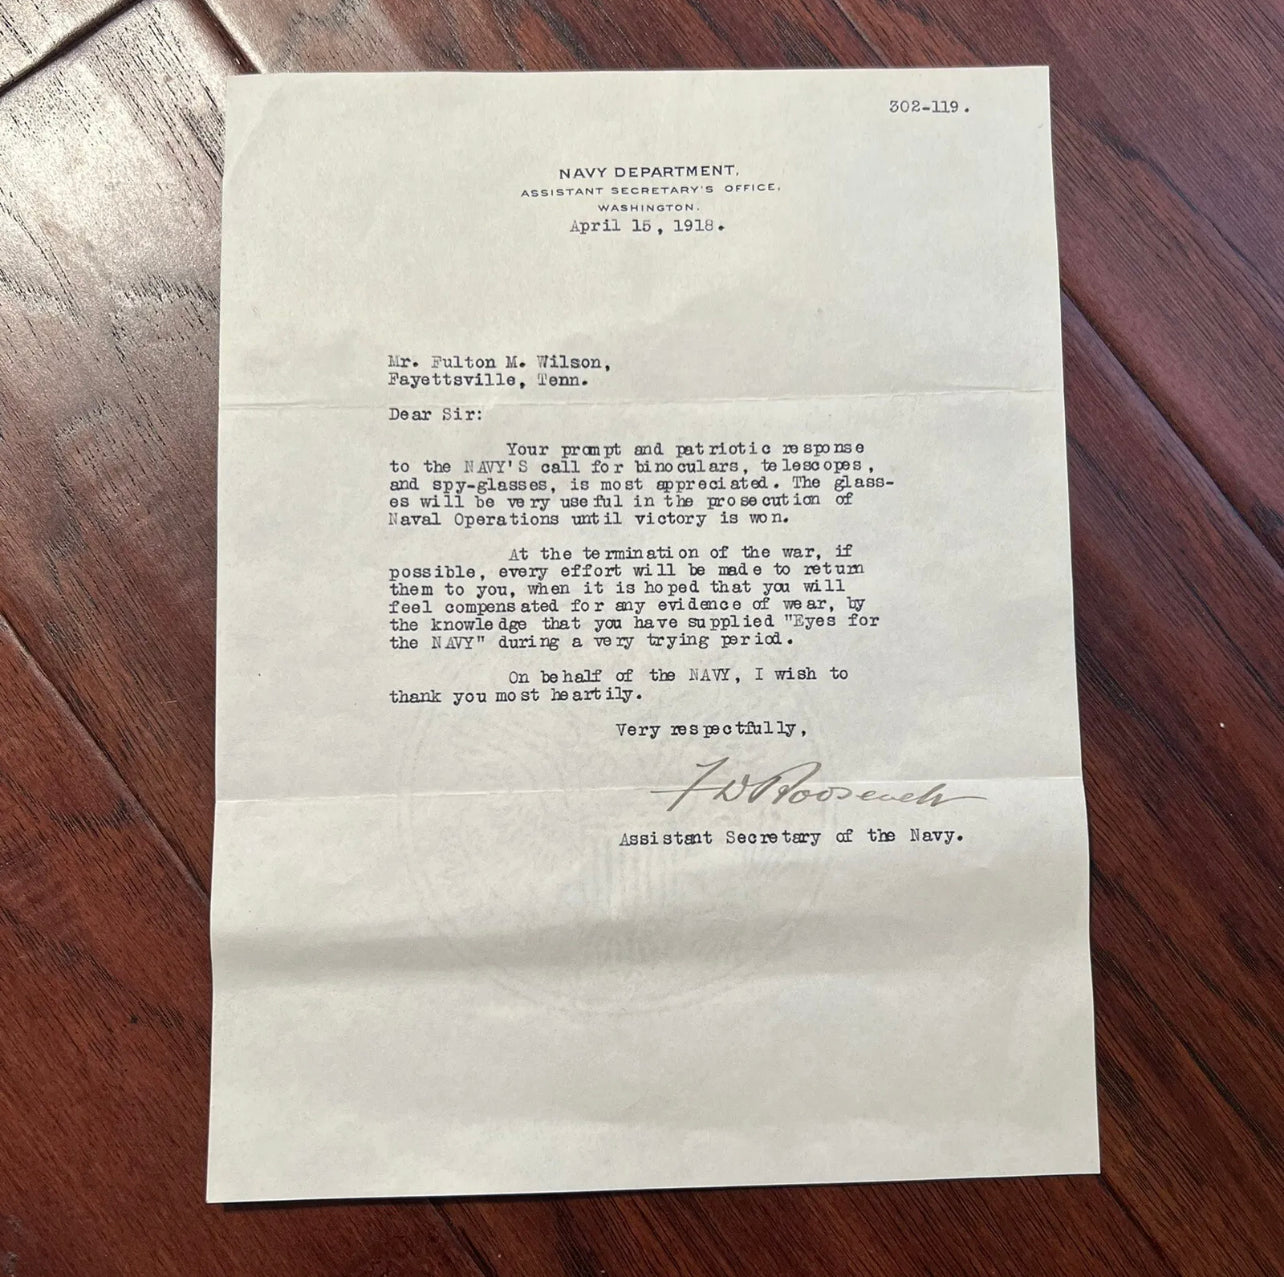 302-119.
NAVY DEPARTMENT,
ASSISTANT SECRETARY'S OFFICE,
WASHINGTON.
April 15, 1918.
Mr. Fulton M. Wilson,
Fayettsville, Tenn.
Dear Sir:
Your prompt and patriotic response
to the NAVY'S call for binoculars, telescopes,
and spy-glasses, is most appreciated. The glass-
es will be very useful in the prosecution of
Naval Operations until victory is won.
At the termination of the war, if
possible, every effort will be made to return
them to you, when it is hoped that you will
feel compensated for any evidence of wear, by
the knowledge that you have supplied "Eyes for
the NAVY" during a very trying period.
On behalf of the NAVY, I wish to
thank you most heartily.
Very respectfully,
F D Roosevelt
Assistant Secretary of the Navy.